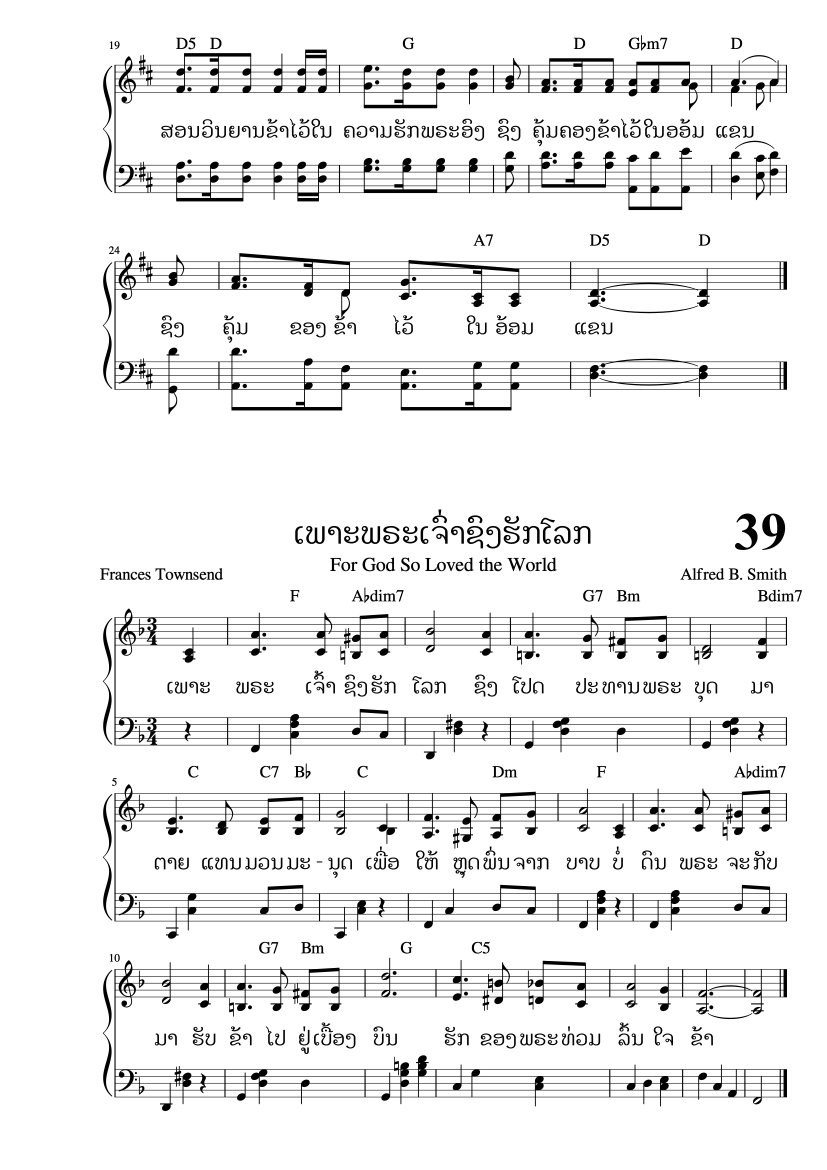 19 D5 D G D G♭m7 D
ສອນວິນຍານຂ້າໄວ້ໃນ ຄວາມຮັກພຣະອົງ ຊົງ ຄຸ້ມຄອງຂ້າໄວ້ໃນອອ້ມ ແຂນ
24 A7 D5 D
ຊົງ ຄຸ້ມ ຂອງ ຂ້າ ໄວ້ ໃນ ອ້ອມ ແຂນ
ເພາະພຣະເຈົ່າຊົງຮັກໂລກ 39
For God So Loved the World
Frances Townsend Alfred B. Smith
F A♭dim7 G7 Bm Bdim7
ເພາະ ພຣະ ເຈົ້າ ຊົງ ຮັກ ໂລກ ຊົງ ໂປດ ປະ ທານ ພຣະ ບຸດ ມາ
5 C C7 B♭ C Dm F A♭dim7
ຕາຍ ແທນ ມວນ ມະ - ນຸດ ເພື່ອ ໃຫ້ ຫຼຸດ ພົ່ນ ຈາກ ບາບ ບໍ່ ດົນ ພຣະ ຈະ ກັບ
10 G7 Bm G C5
ມາ ຮັບ ຂ້າ ໄປ ຢູ່ ເບື້ອງ ບົນ ຮັກ ຂອງ ພຣະ ທ່ວມ ລົ້ນ ໃຈ ຂ້າ